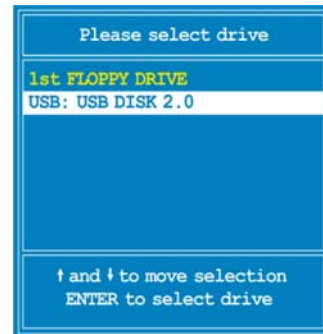 Please select drive
1st FLOPPY DRIVE
USB: USB DISK 2.0
↑ and ↓ to move selection
ENTER to select drive